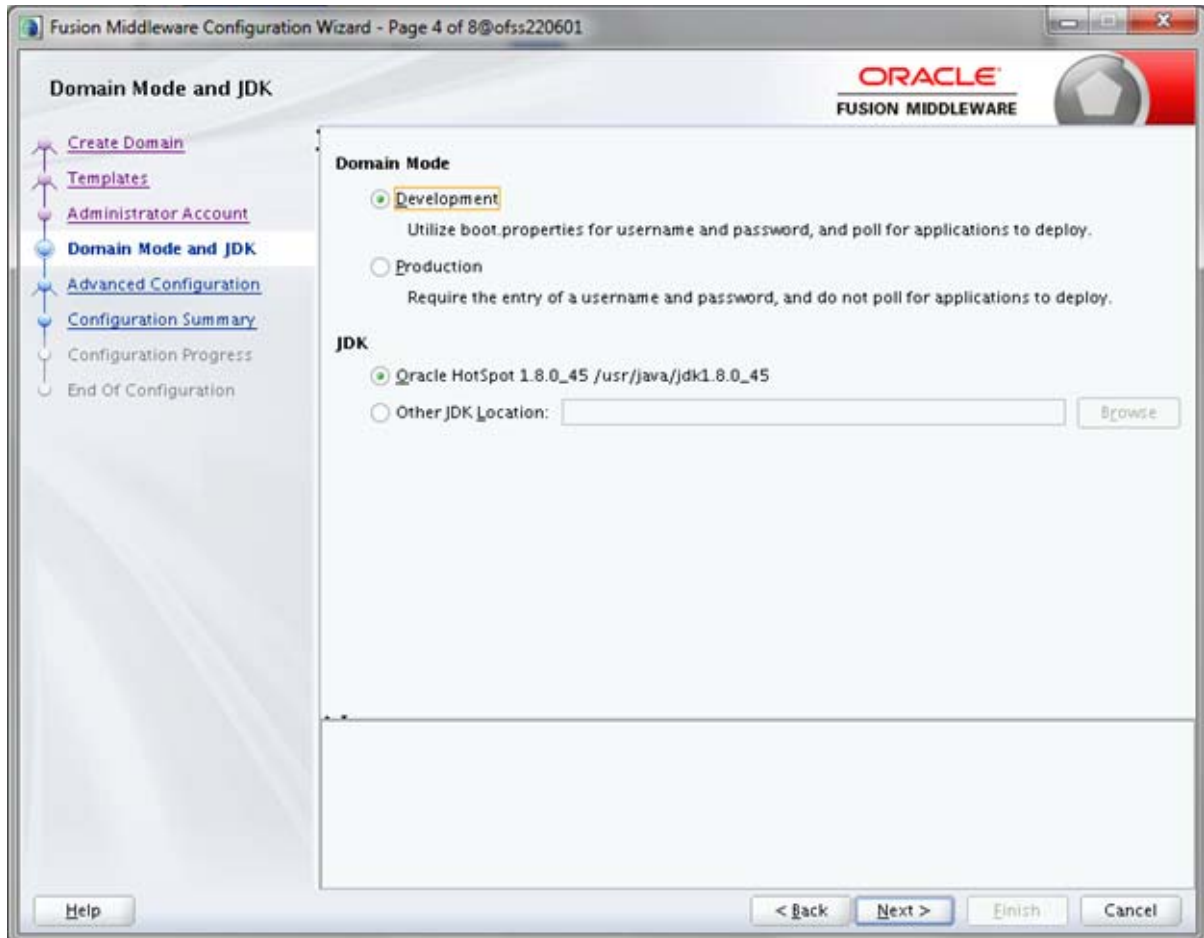 Fusion Middleware Configuration Wizard - Page 4 of 8@ofss220601
Domain Mode and JDK
ORACLE
FUSION MIDDLEWARE
Create Domain
Templates
Administrator Account
Domain Mode and JDK
Advanced Configuration
Configuration Summary
Configuration Progress
End Of Configuration
Domain Mode
Development
Utilize boot.properties for username and password, and poll for applications to deploy.
Production
Require the entry of a username and password, and do not poll for applications to deploy.
JDK
Oracle HotSpot 1.8.0_45 /usr/java/jdk1.8.0_45
Other JDK Location:
Browse
Help
< Back
Next >
Finish
Cancel